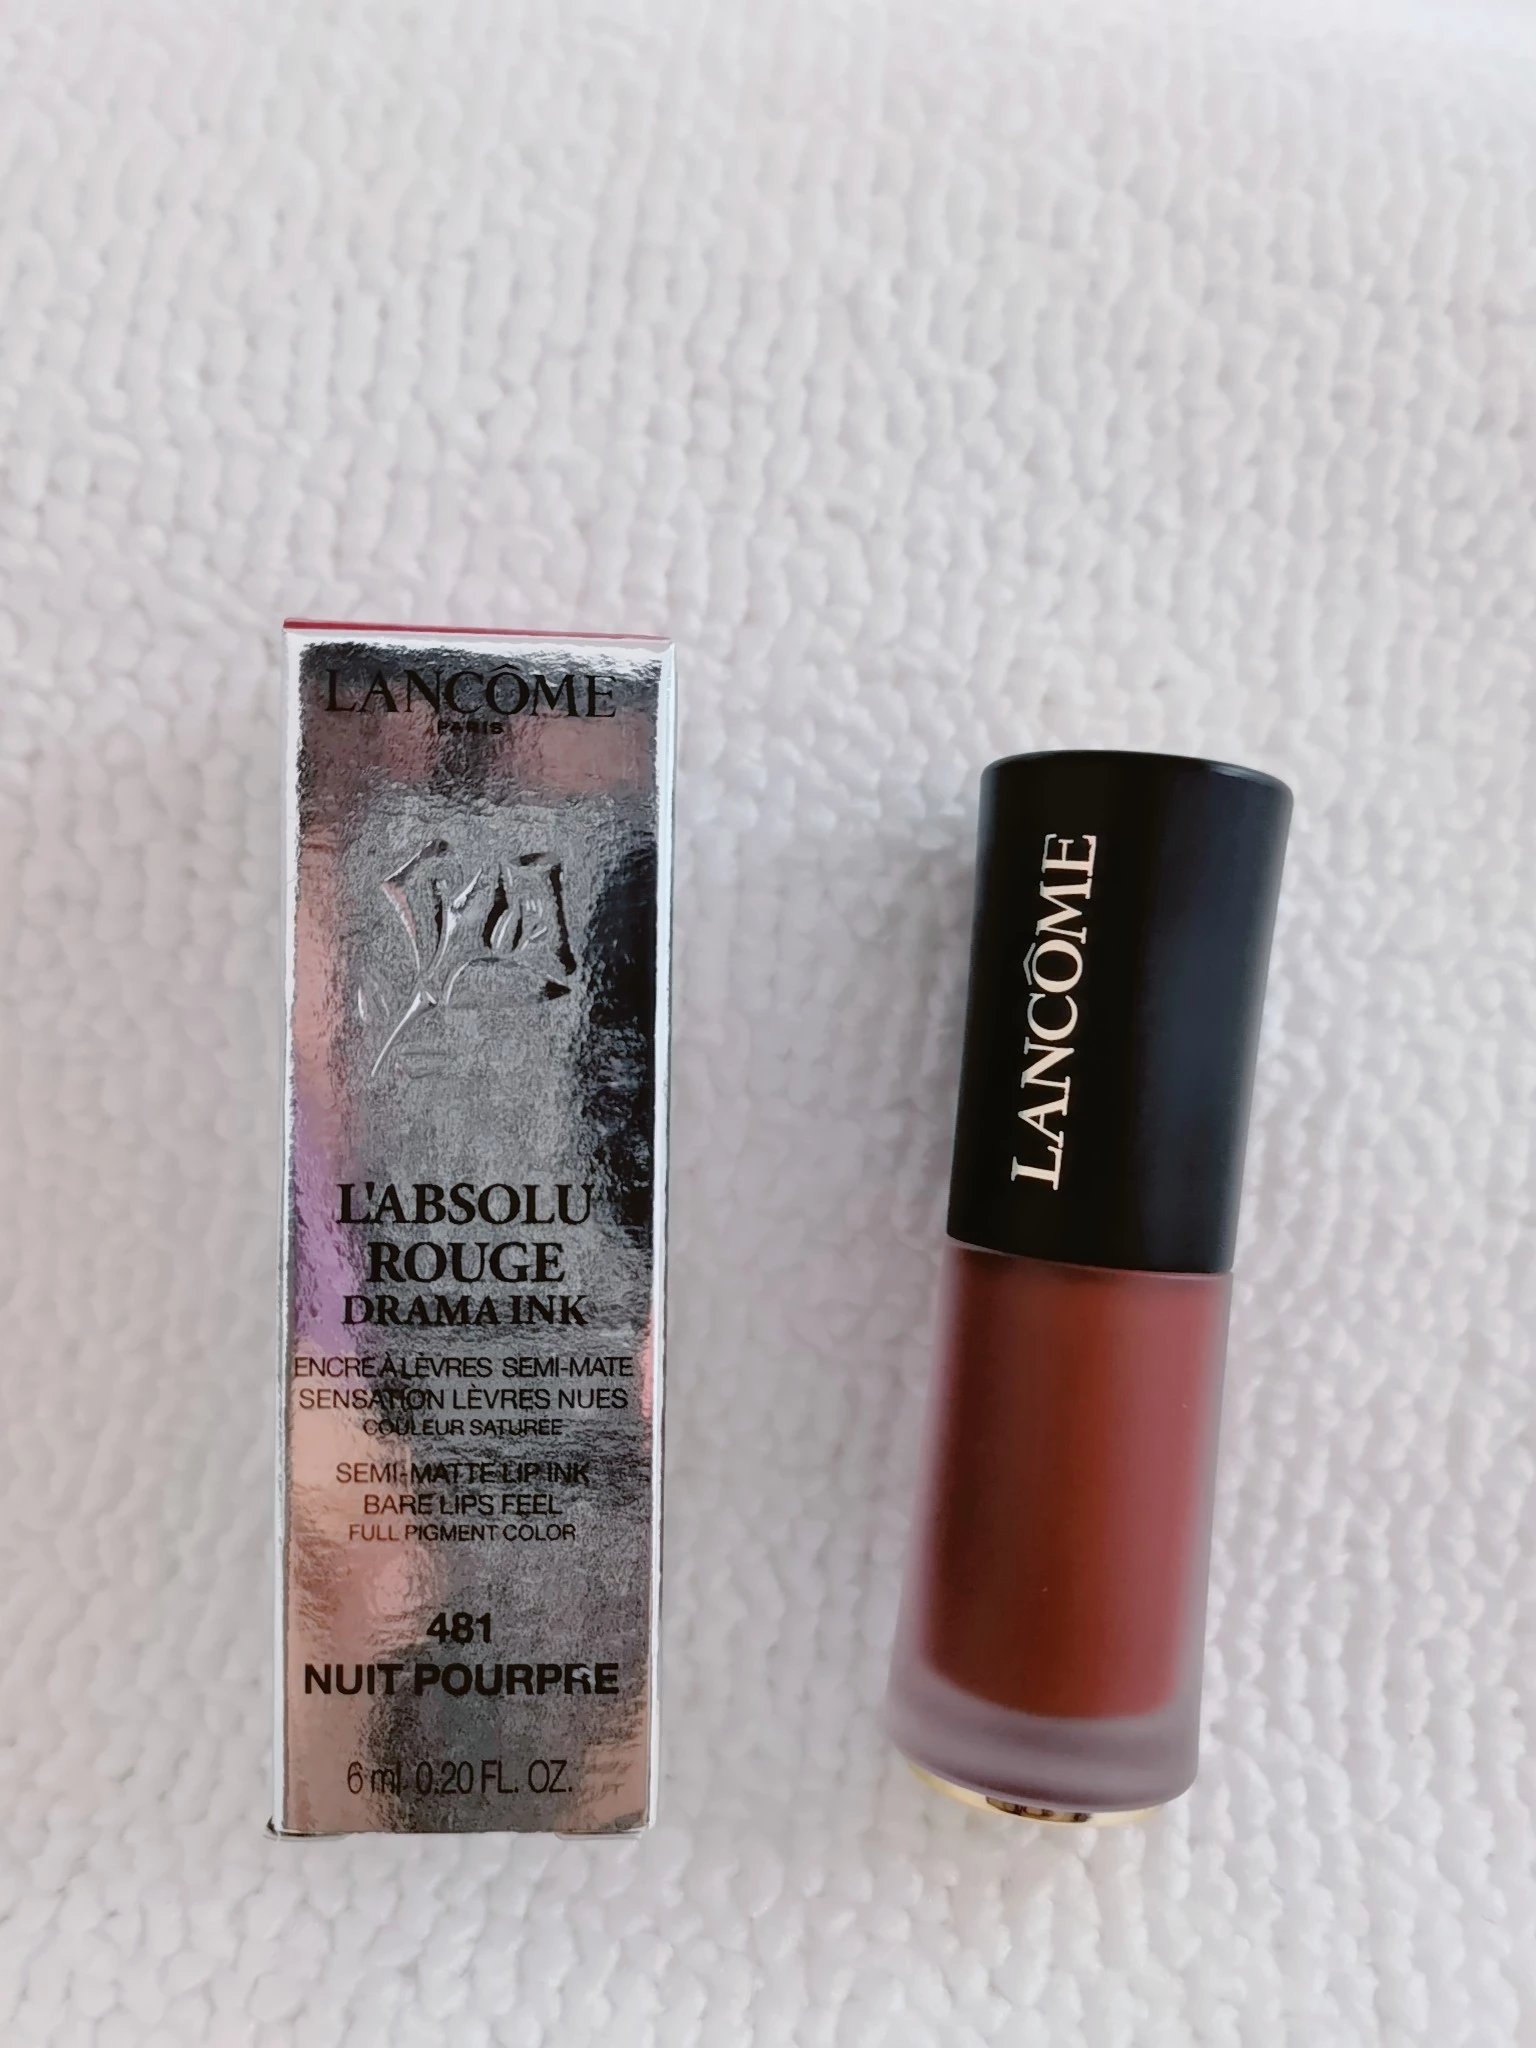 LANCÔME
PARIS
L'ABSOLU
ROUGE
DRAMA INK
ENCRE À LÈVRES SEMI-MATE
SENSATION LÈVRES NUES
COULEUR SATURÉE
SEMI-MATTE LIP INK
BARE LIPS FEEL
FULL PIGMENT COLOR
481
NUIT POURPRE
6 ml 0.20 FL. OZ.
LANCÔME